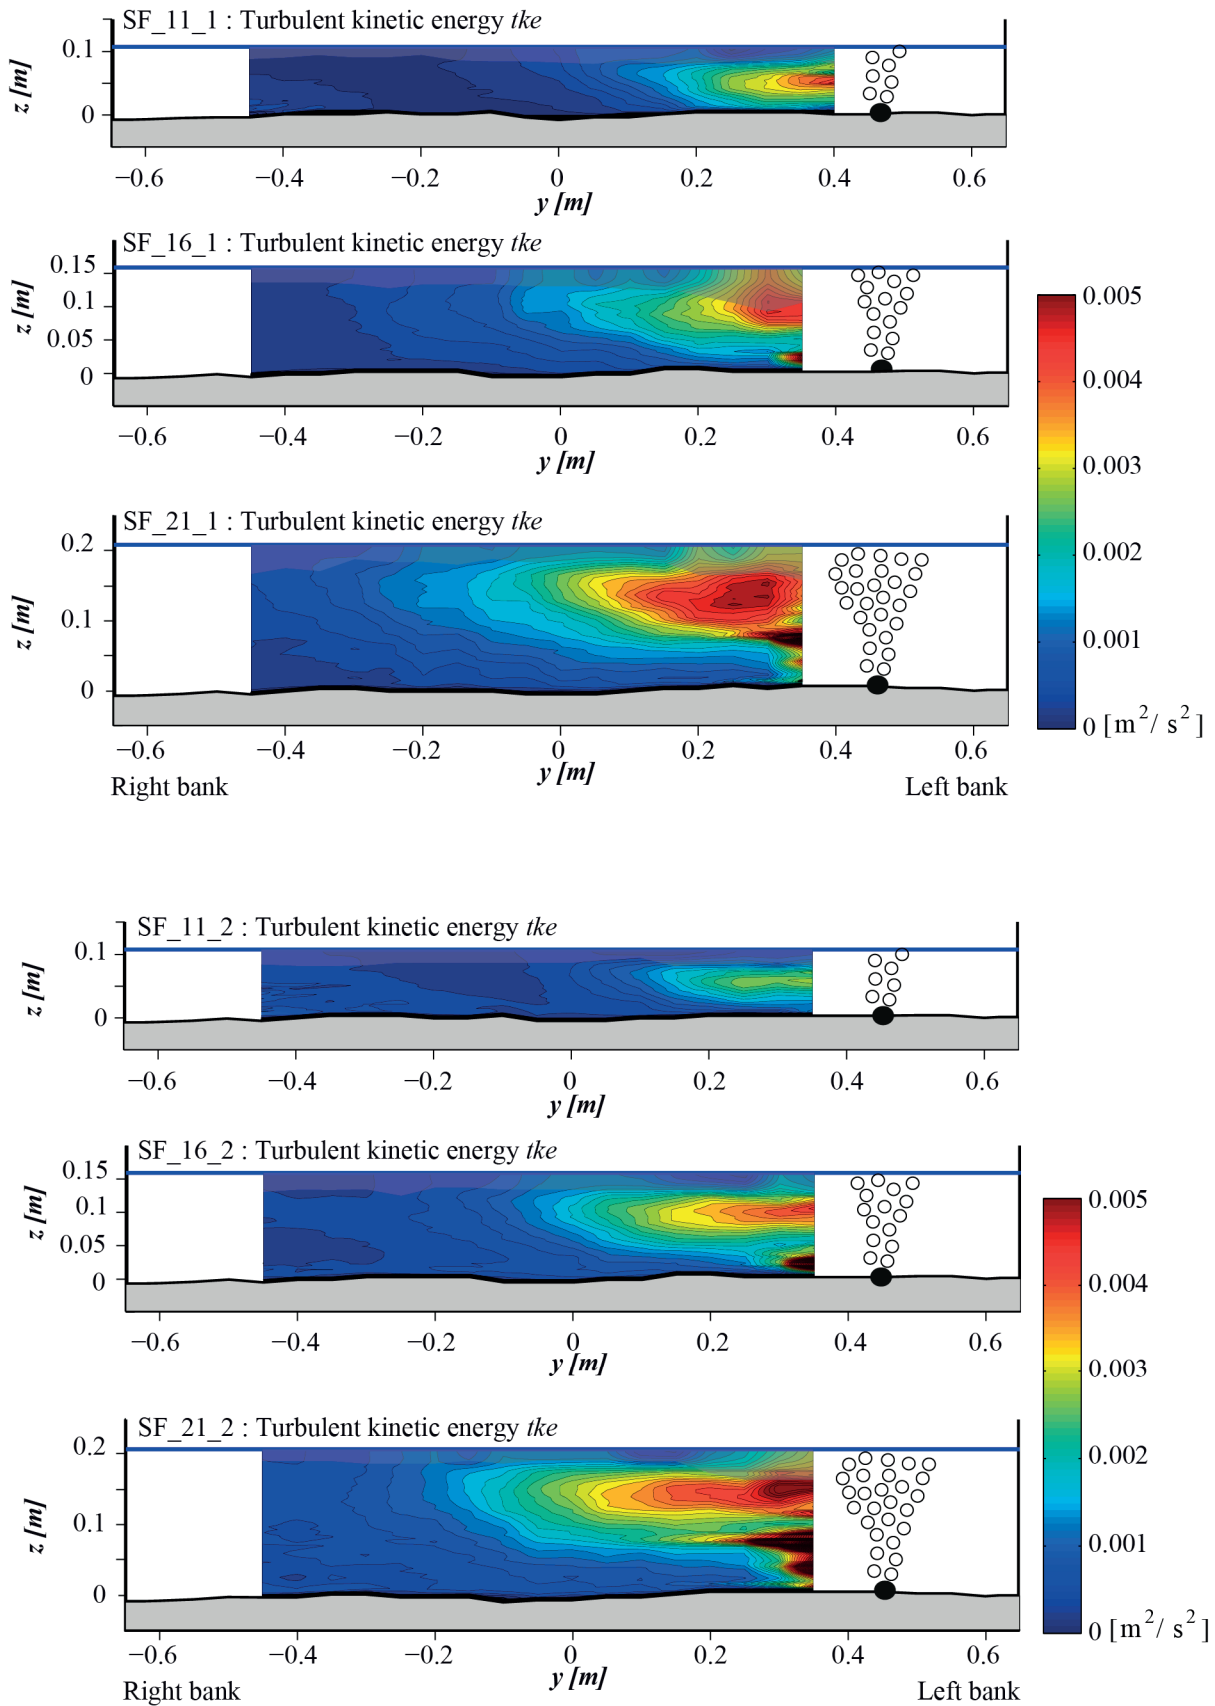 SF_11_1 : Turbulent kinetic energy tke
0.1
0
z [m]
−0.6 −0.4 −0.2 0 0.2 0.4 0.6
y [m]
SF_16_1 : Turbulent kinetic energy tke
0.15
0.1
0.05
0
z [m]
−0.6 −0.4 −0.2 0 0.2 0.4 0.6
y [m]
SF_21_1 : Turbulent kinetic energy tke
0.2
0.1
0
z [m]
−0.6 −0.4 −0.2 0 0.2 0.4 0.6
y [m]
Right bank Left bank
0.005
0.004
0.003
0.002
0.001
0 [m²/ s²]
SF_11_2 : Turbulent kinetic energy tke
0.1
0
z [m]
−0.6 −0.4 −0.2 0 0.2 0.4 0.6
y [m]
SF_16_2 : Turbulent kinetic energy tke
0.15
0.1
0.05
0
z [m]
−0.6 −0.4 −0.2 0 0.2 0.4 0.6
y [m]
SF_21_2 : Turbulent kinetic energy tke
0.2
0.1
0
z [m]
−0.6 −0.4 −0.2 0 0.2 0.4 0.6
y [m]
Right bank Left bank
0.005
0.004
0.003
0.002
0.001
0 [m²/ s²]